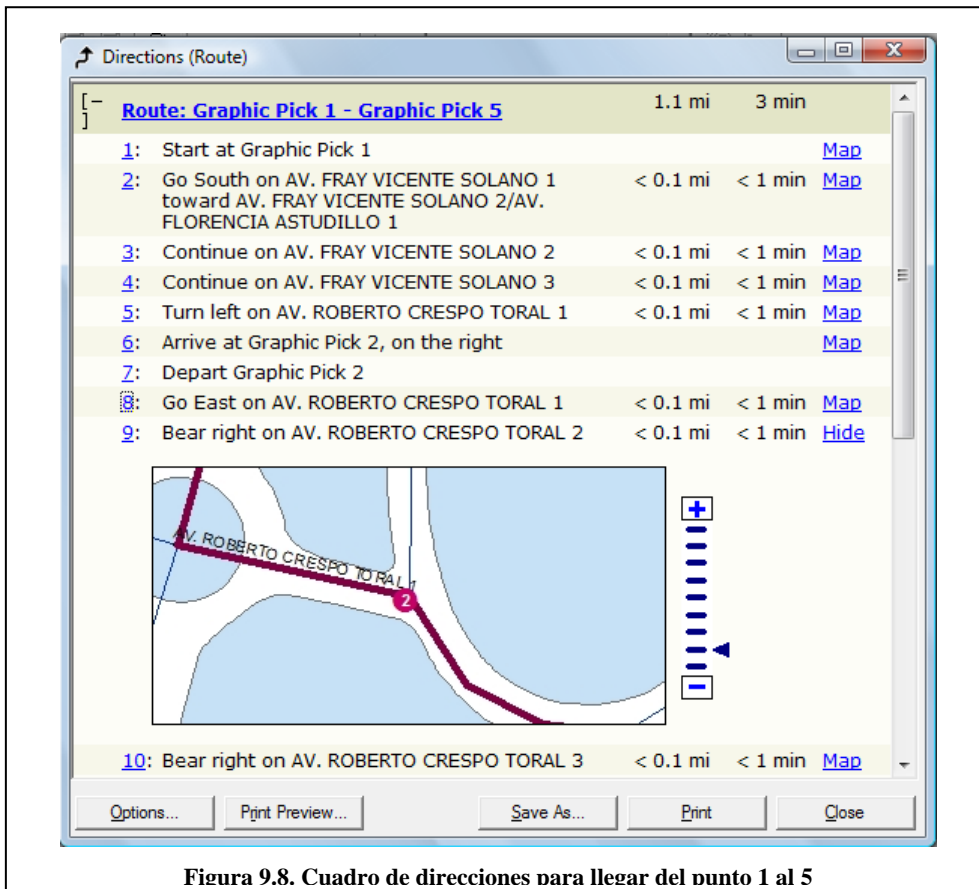 Directions (Route)
[-
] Route: Graphic Pick 1 - Graphic Pick 5 1.1 mi 3 min
1: Start at Graphic Pick 1 Map
2: Go South on AV. FRAY VICENTE SOLANO 1 < 0.1 mi < 1 min Map
toward AV. FRAY VICENTE SOLANO 2/AV.
FLORENCIA ASTUDILLO 1
3: Continue on AV. FRAY VICENTE SOLANO 2 < 0.1 mi < 1 min Map
4: Continue on AV. FRAY VICENTE SOLANO 3 < 0.1 mi < 1 min Map
5: Turn left on AV. ROBERTO CRESPO TORAL 1 < 0.1 mi < 1 min Map
6: Arrive at Graphic Pick 2, on the right Map
7: Depart Graphic Pick 2
8: Go East on AV. ROBERTO CRESPO TORAL 1 < 0.1 mi < 1 min Map
9: Bear right on AV. ROBERTO CRESPO TORAL 2 < 0.1 mi < 1 min Hide
AV. ROBERTO CRESPO TORAL 1
2
+
-
10: Bear right on AV. ROBERTO CRESPO TORAL 3 < 0.1 mi < 1 min Map
Options... Print Preview... Save As... Print Close
Figura 9.8. Cuadro de direcciones para llegar del punto 1 al 5